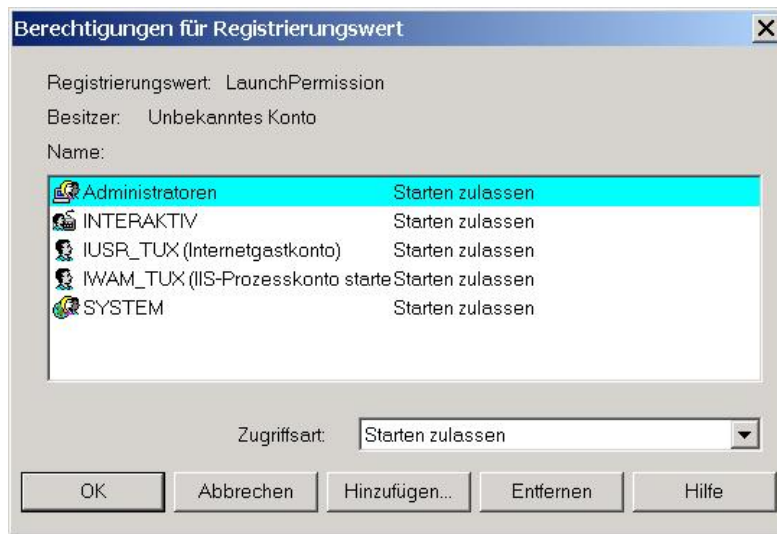 Berechtigungen für Registrierungswert
Registrierungswert: LaunchPermission
Besitzer: Unbekanntes Konto
Name:
Administratoren Starten zulassen
INTERAKTIV Starten zulassen
IUSR_TUX (Internetgastkonto) Starten zulassen
IWAM_TUX (IIS-Prozesskonto starte Starten zulassen
SYSTEM Starten zulassen
Zugriffsart: Starten zulassen
OK Abbrechen Hinzufügen... Entfernen Hilfe